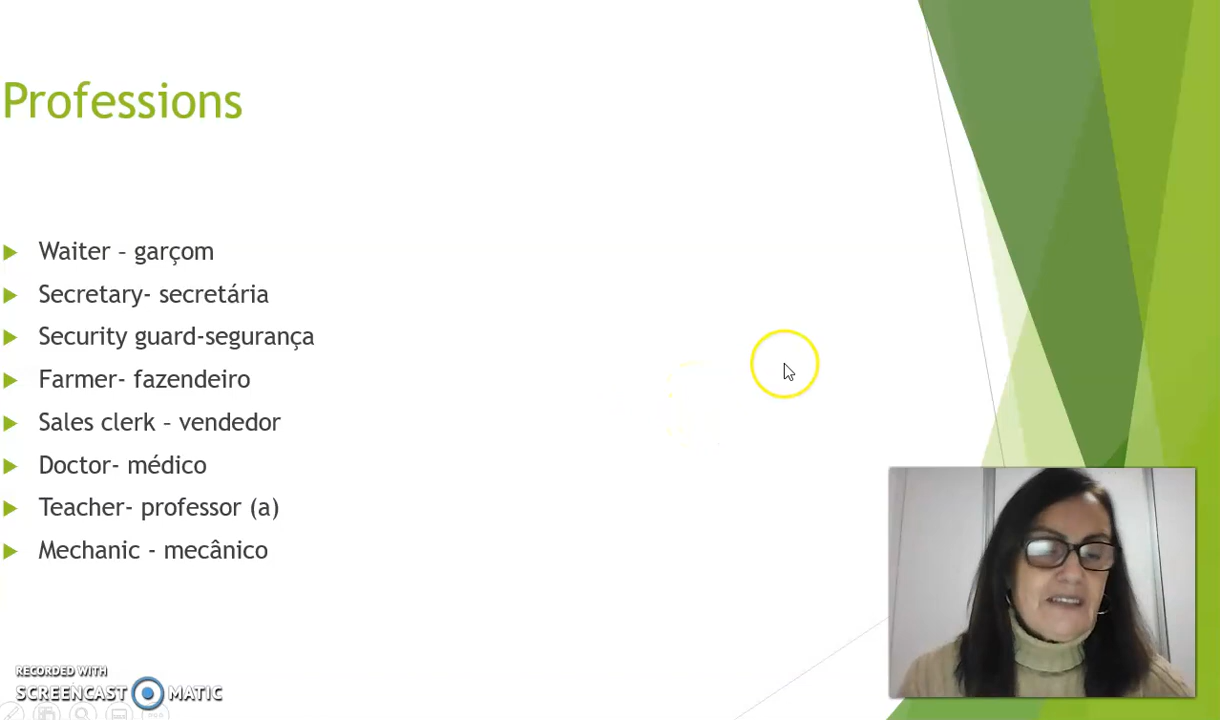 Professions
Waiter – garçom
Secretary- secretária
Security guard-segurança
Farmer- fazendeiro
Sales clerk – vendedor
Doctor- médico
Teacher- professor (a)
Mechanic - mecânico
RECORDED WITH
SCREENCAST MATIC